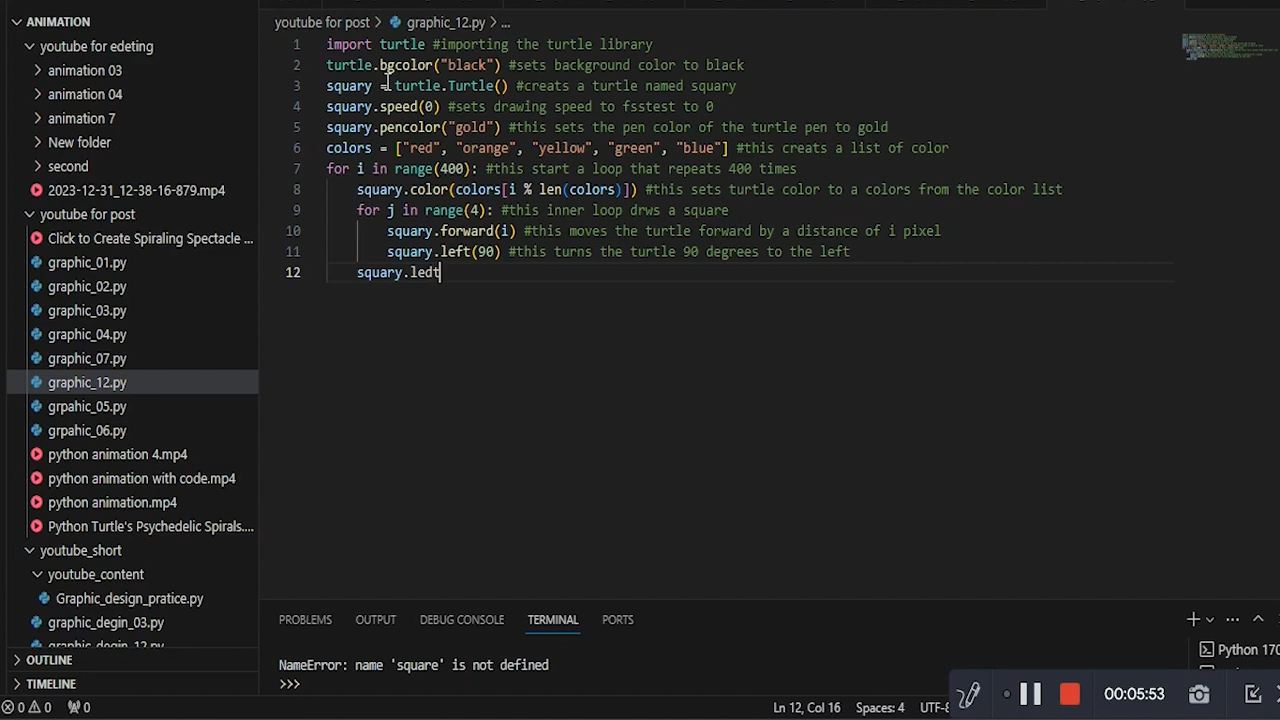 ANIMATION
youtube for edeting
animation 03
animation 04
animation 7
New folder
second
2023-12-31_12-38-16-879.mp4
youtube for post
Click to Create Spiraling Spectacle ...
graphic_01.py
graphic_02.py
graphic_03.py
graphic_04.py
graphic_07.py
graphic_12.py
grpahic_05.py
grpahic_06.py
python animation 4.mp4
python animation with code.mp4
python animation.mp4
Python Turtle's Psychedelic Spirals....
youtube_short
youtube_content
Graphic_design_pratice.py
graphic_degin_03.py
graphic_degin_12.py
OUTLINE
TIMELINE
youtube for post > graphic_12.py > ...
1 import turtle #importing the turtle library
2 turtle.bgcolor("black") #sets background color to black
3 squary = turtle.Turtle() #creats a turtle named squary
4 squary.speed(0) #sets drawing speed to fsstest to 0
5 squary.pencolor("gold") #this sets the pen color of the turtle pen to gold
6 colors = ["red", "orange", "yellow", "green", "blue"] #this creats a list of color
7 for i in range(400): #this start a loop that repeats 400 times
8 squary.color(colors[i % len(colors)]) #this sets turtle color to a colors from the color list
9 for j in range(4): #this inner loop drws a square
10 squary.forward(i) #this moves the turtle forward by a distance of i pixel
11 squary.left(90) #this turns the turtle 90 degrees to the left
12 squary.ledt
PROBLEMS OUTPUT DEBUG CONSOLE TERMINAL PORTS
NameError: name 'square' is not defined
>>>
Python 170
0 0 0
Ln 12, Col 16 Spaces: 4 UTF-8
00:05:53